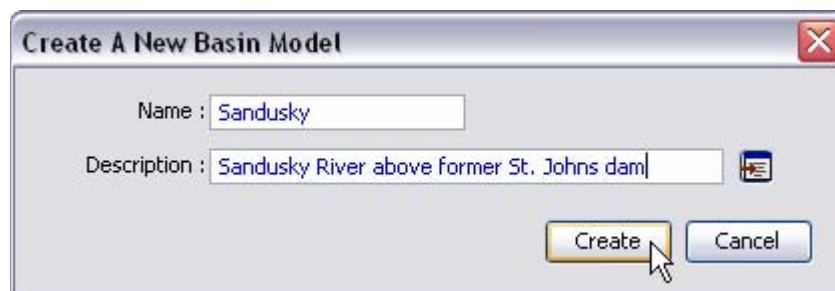 Create A New Basin Model
Name : Sandusky
Description : Sandusky River above former St. Johns dam
Create Cancel